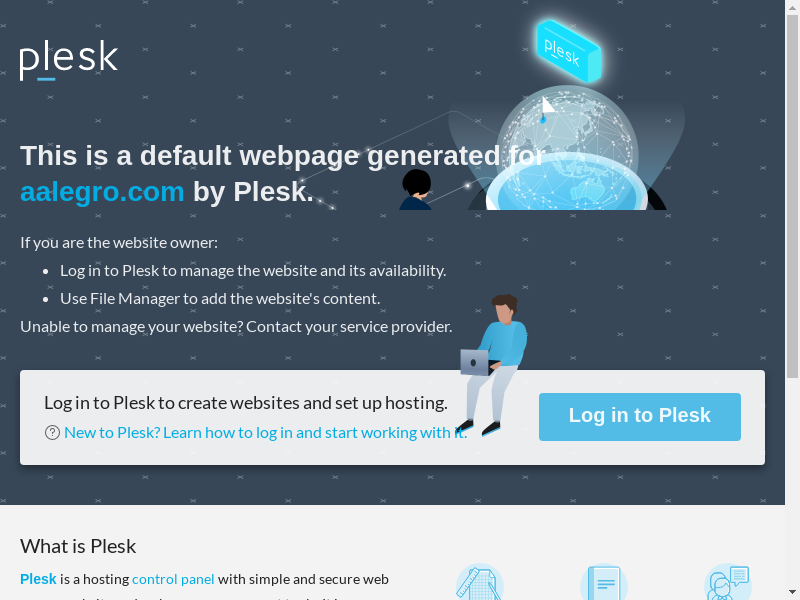 plesk
plesk
This is a default webpage generated for
aalegro.com by Plesk.
If you are the website owner:
• Log in to Plesk to manage the website and its availability.
• Use File Manager to add the website's content.
Unable to manage your website? Contact your service provider.
Log in to Plesk to create websites and set up hosting.
? New to Plesk? Learn how to log in and start working with it.
Log in to Plesk
What is Plesk
Plesk is a hosting control panel with simple and secure web